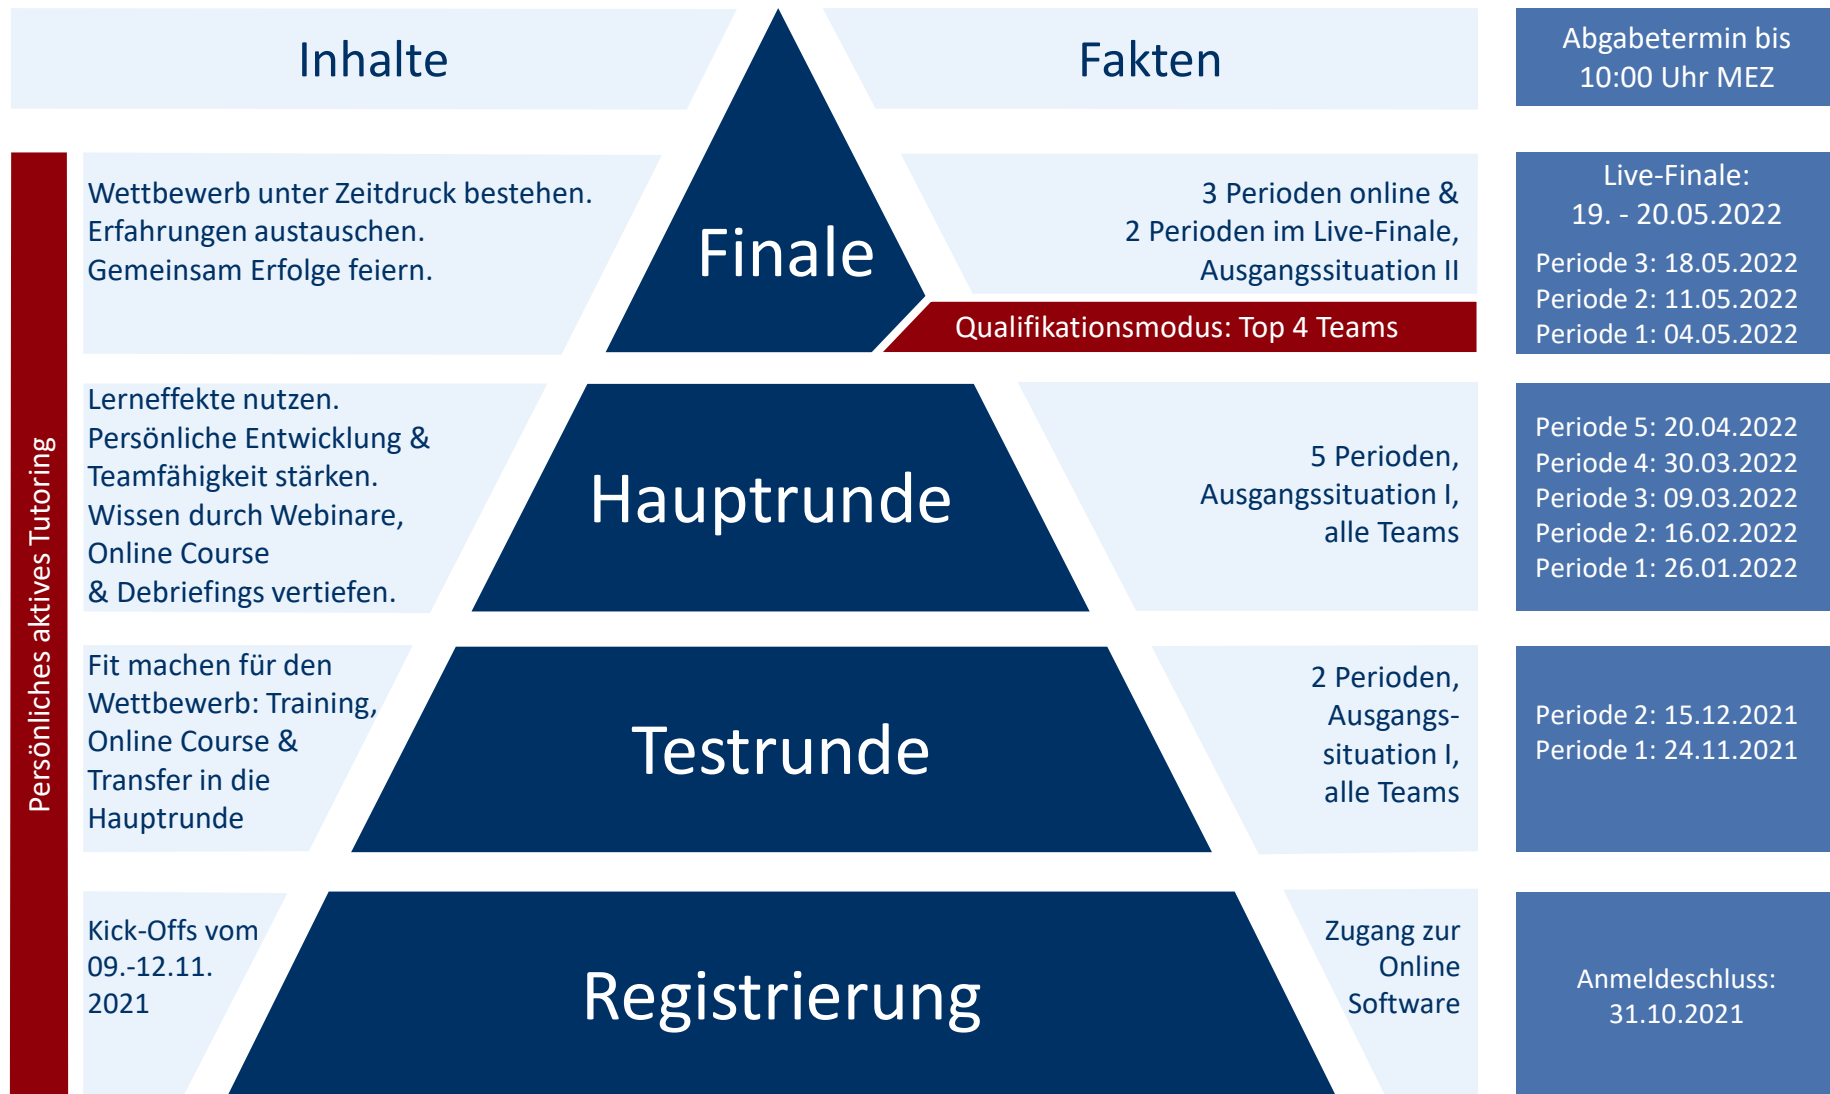 Inhalte
Fakten
Abgabetermin bis
10:00 Uhr MEZ
Persönliches aktives Tutoring
Wettbewerb unter Zeitdruck bestehen.
Erfahrungen austauschen.
Gemeinsam Erfolge feiern.
Finale
3 Perioden online &
2 Perioden im Live-Finale,
Ausgangssituation II
Qualifikationsmodus: Top 4 Teams
Live-Finale:
19. - 20.05.2022
Periode 3: 18.05.2022
Periode 2: 11.05.2022
Periode 1: 04.05.2022
Lerneffekte nutzen.
Persönliche Entwicklung &
Teamfähigkeit stärken.
Wissen durch Webinare,
Online Course
& Debriefings vertiefen.
Hauptrunde
5 Perioden,
Ausgangssituation I,
alle Teams
Periode 5: 20.04.2022
Periode 4: 30.03.2022
Periode 3: 09.03.2022
Periode 2: 16.02.2022
Periode 1: 26.01.2022
Fit machen für den
Wettbewerb: Training,
Online Course &
Transfer in die
Hauptrunde
Testrunde
2 Perioden,
Ausgangs-
situation I,
alle Teams
Periode 2: 15.12.2021
Periode 1: 24.11.2021
Kick-Offs vom
09.-12.11.
2021
Registrierung
Zugang zur
Online
Software
Anmeldeschluss:
31.10.2021